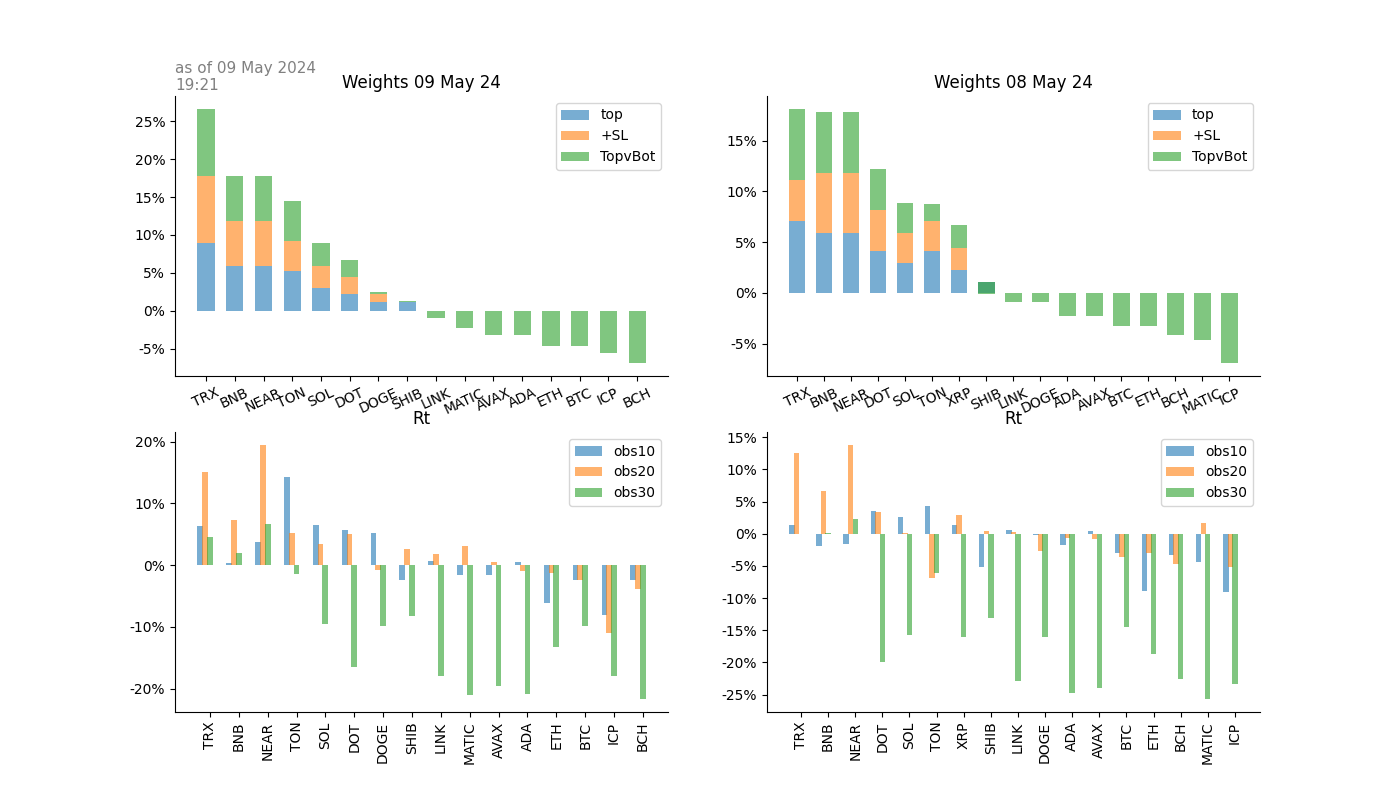 as of 09 May 2024
19:21
Weights 09 May 24
25%
20%
15%
10%
5%
0%
-5%
top
+SL
TopvBot
TRX BNB NEAR TON SOL DOT DOGE SHIB LINK MATIC AVAX ADA ETH BTC ICP BCH
Weights 08 May 24
15%
10%
5%
0%
-5%
top
+SL
TopvBot
TRX BNB NEAR DOT SOL TON XRP SHIB LINK DOGE ADA AVAX BTC ETH BCH MATIC ICP
Rt
20%
10%
0%
-10%
-20%
obs10
obs20
obs30
TRX BNB NEAR TON SOL DOT DOGE SHIB LINK MATIC AVAX ADA ETH BTC ICP BCH
Rt
15%
10%
5%
0%
-5%
-10%
-15%
-20%
-25%
obs10
obs20
obs30
TRX BNB NEAR DOT SOL TON XRP SHIB LINK DOGE ADA AVAX BTC ETH BCH MATIC ICP